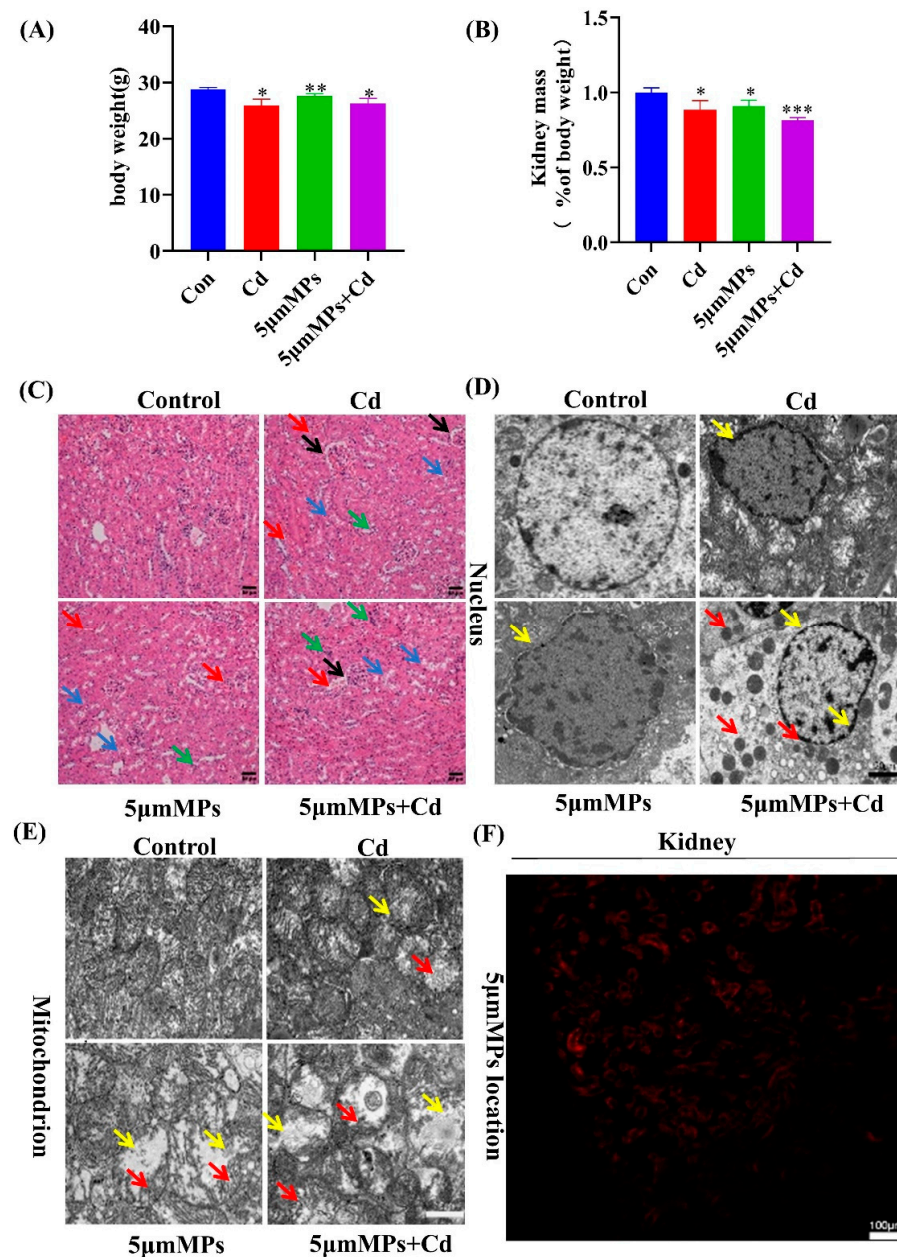 (A)
body weight(g)
40
30
20
10
0
*
**
*
Con
Cd
5μmMPs
5μmMPs+Cd
(B)
Kidney mass
( %of body weight)
1.5
1.0
0.5
0.0
*
*
***
Con
Cd
5μmMPs
5μmMPs+Cd
(C)
Control
Cd
5μmMPs
5μmMPs+Cd
(D)
Control
Cd
Nucleus
5μmMPs
5μmMPs+Cd
(E)
Control
Cd
Mitochondrion
5μmMPs
5μmMPs+Cd
(F)
Kidney
5μmMPs location
100μm